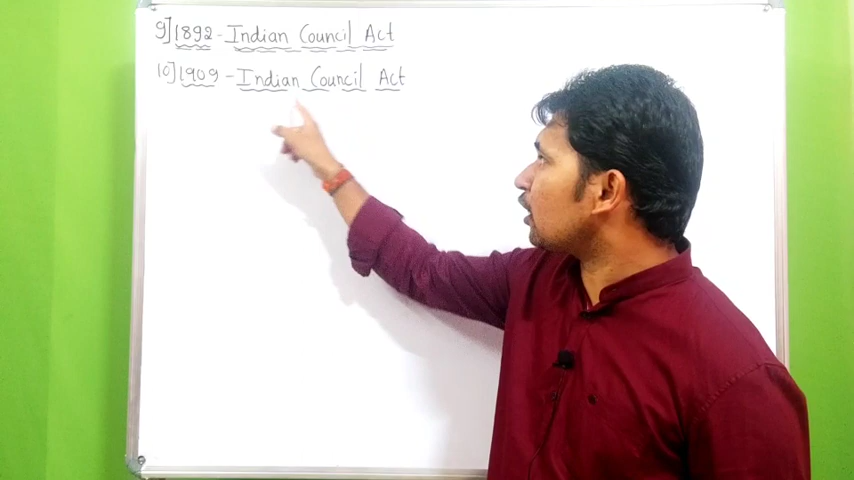 9] 1892 - Indian Council Act
10] 1909 - Indian Council Act